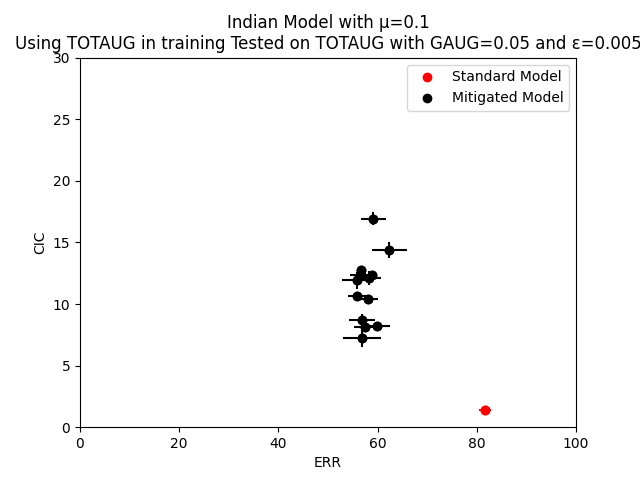 Indian Model with μ=0.1
Using TOTAUG in training Tested on TOTAUG with GAUG=0.05 and ε=0.005
Standard Model
Mitigated Model
30
25
20
15
10
5
0
CIC
0 20 40 60 80 100
ERR